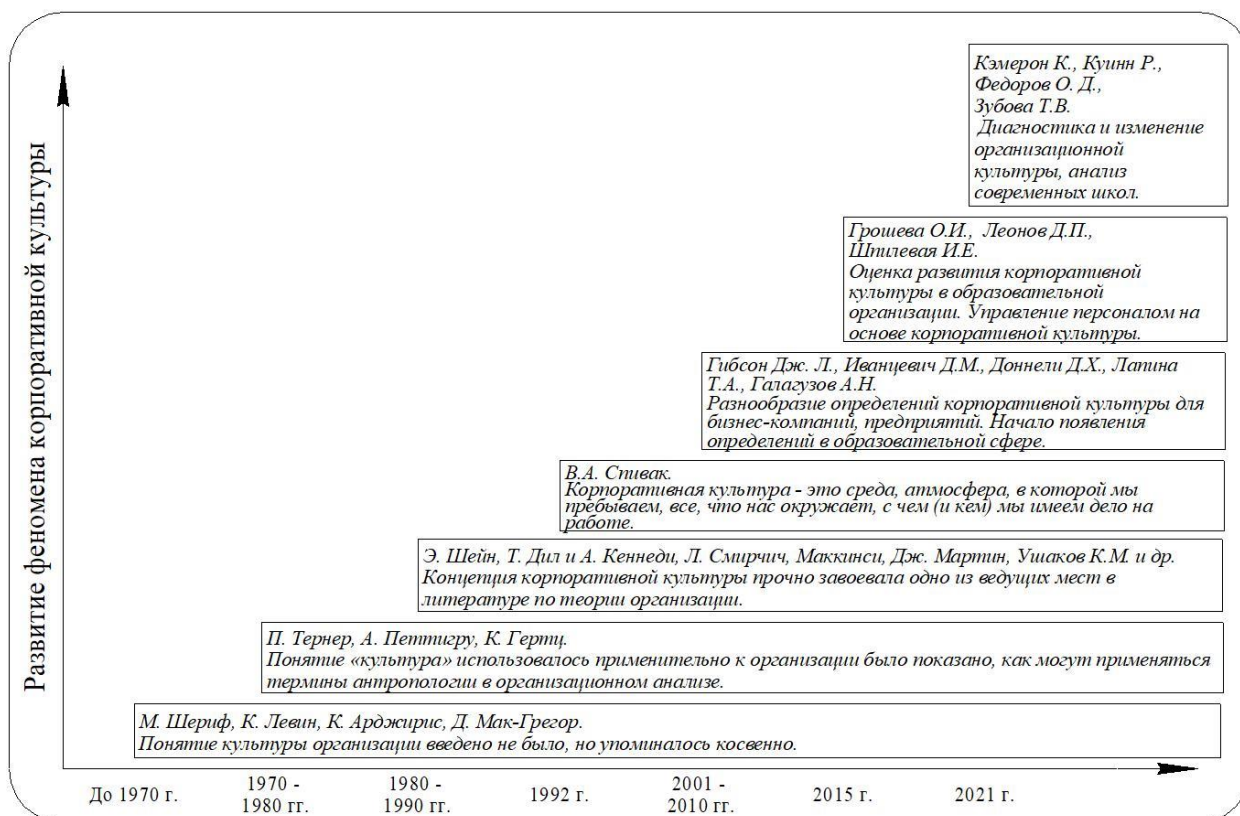 Развитие феномена корпоративной культуры
Кэмерон К., Куинн Р.,
Федоров О. Д.,
Зубова Т.В.
Диагностика и изменение
организационной
культуры, анализ
современных школ.
Грошева О.И., Леонов Д.П.,
Шпилевая И.Е.
Оценка развития корпоративной
культуры в образовательной
организации. Управление персоналом на
основе корпоративной культуры.
Гибсон Дж. Л., Иванцевич Д.М., Доннели Д.Х., Лапина
Т.А., Галагузов А.Н.
Разнообразие определений корпоративной культуры для
бизнес-компаний, предприятий. Начало появления
определений в образовательной сфере.
В.А. Спивак.
Корпоративная культура - это среда, атмосфера, в которой мы
пребываем, все, что нас окружает, с чем (и кем) мы имеем дело на
работе.
Э. Шейн, Т. Дил и А. Кеннеди, Л. Смирчич, Маккинси, Дж. Мартин, Ушаков К.М. и др.
Концепция корпоративной культуры прочно завоевала одно из ведущих мест в
литературе по теории организации.
П. Тернер, А. Петтигру, К. Гертц.
Понятие «культура» использовалось применительно к организации было показано, как могут применяться
термины антропологии в организационном анализе.
М. Шериф, К. Левин, К. Арджирис, Д. Мак-Грегор.
Понятие культуры организации введено не было, но упоминалось косвенно.
До 1970 г.
1970 -
1980 гг.
1980 -
1990 гг.
1992 г.
2001 -
2010 гг.
2015 г.
2021 г.